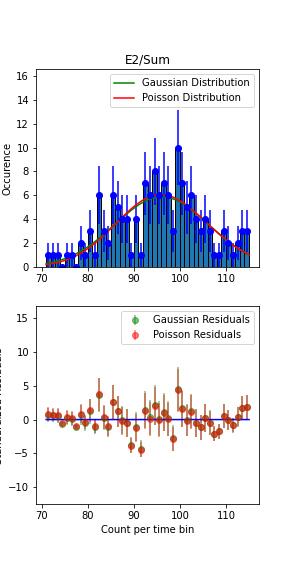 E2/Sum
16
14
12
10
8
6
4
2
0
Occurence
Gaussian Distribution
Poisson Distribution
70 80 90 100 110
15
10
5
0
−5
−10
Residuals
Gaussian Residuals
Poisson Residuals
70 80 90 100 110
Count per time bin